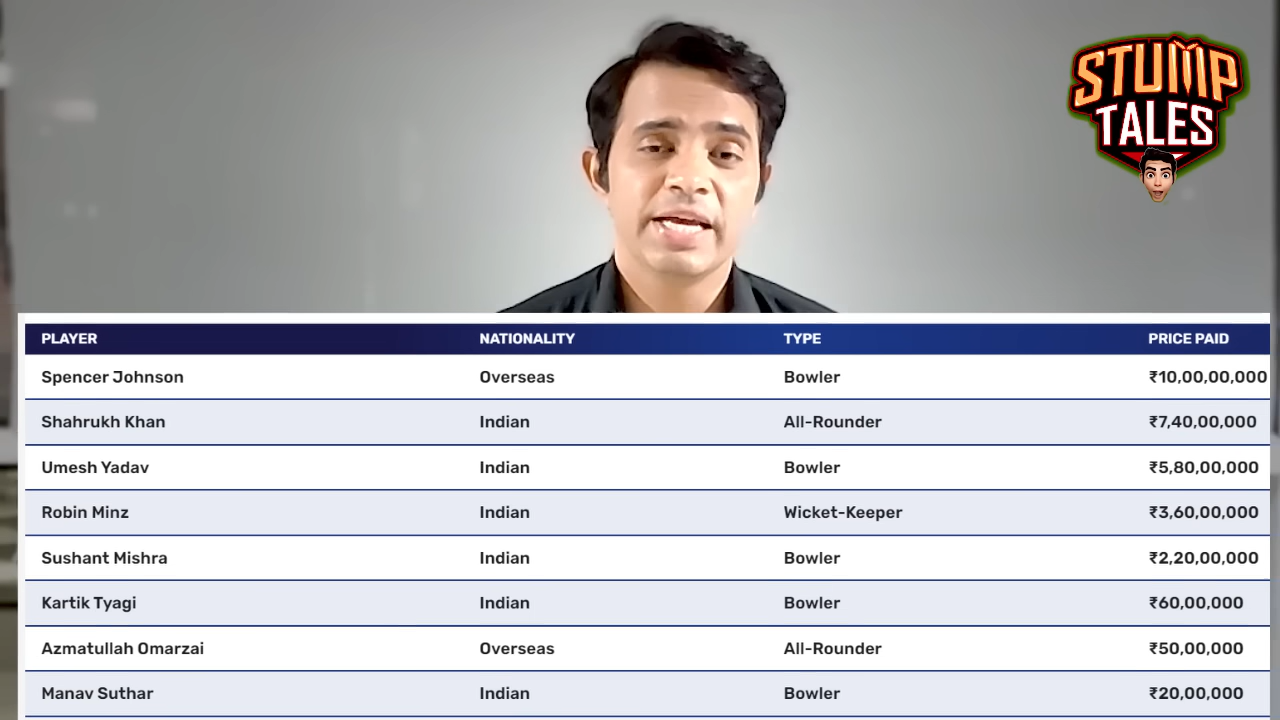 STUMP
TALES
PLAYER NATIONALITY TYPE PRICE PAID
Spencer Johnson Overseas Bowler ₹10,00,00,000
Shahrukh Khan Indian All-Rounder ₹7,40,00,000
Umesh Yadav Indian Bowler ₹5,80,00,000
Robin Minz Indian Wicket-Keeper ₹3,60,00,000
Sushant Mishra Indian Bowler ₹2,20,00,000
Kartik Tyagi Indian Bowler ₹60,00,000
Azmatullah Omarzai Overseas All-Rounder ₹50,00,000
Manav Suthar Indian Bowler ₹20,00,000